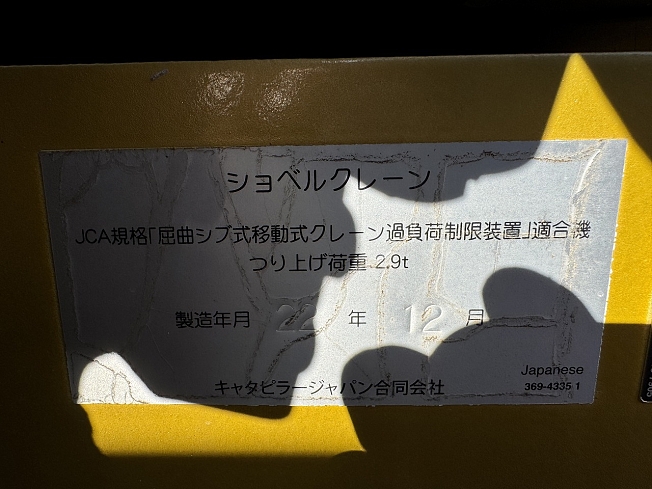 ショベルクレーン
JCA規格「屈曲ジブ式移動式クレーン過負荷制限装置」適合機
つり上げ荷重 2.9t
製造年月 22 年 12 月
キャタピラージャパン合同会社
Japanese
369-4335 1